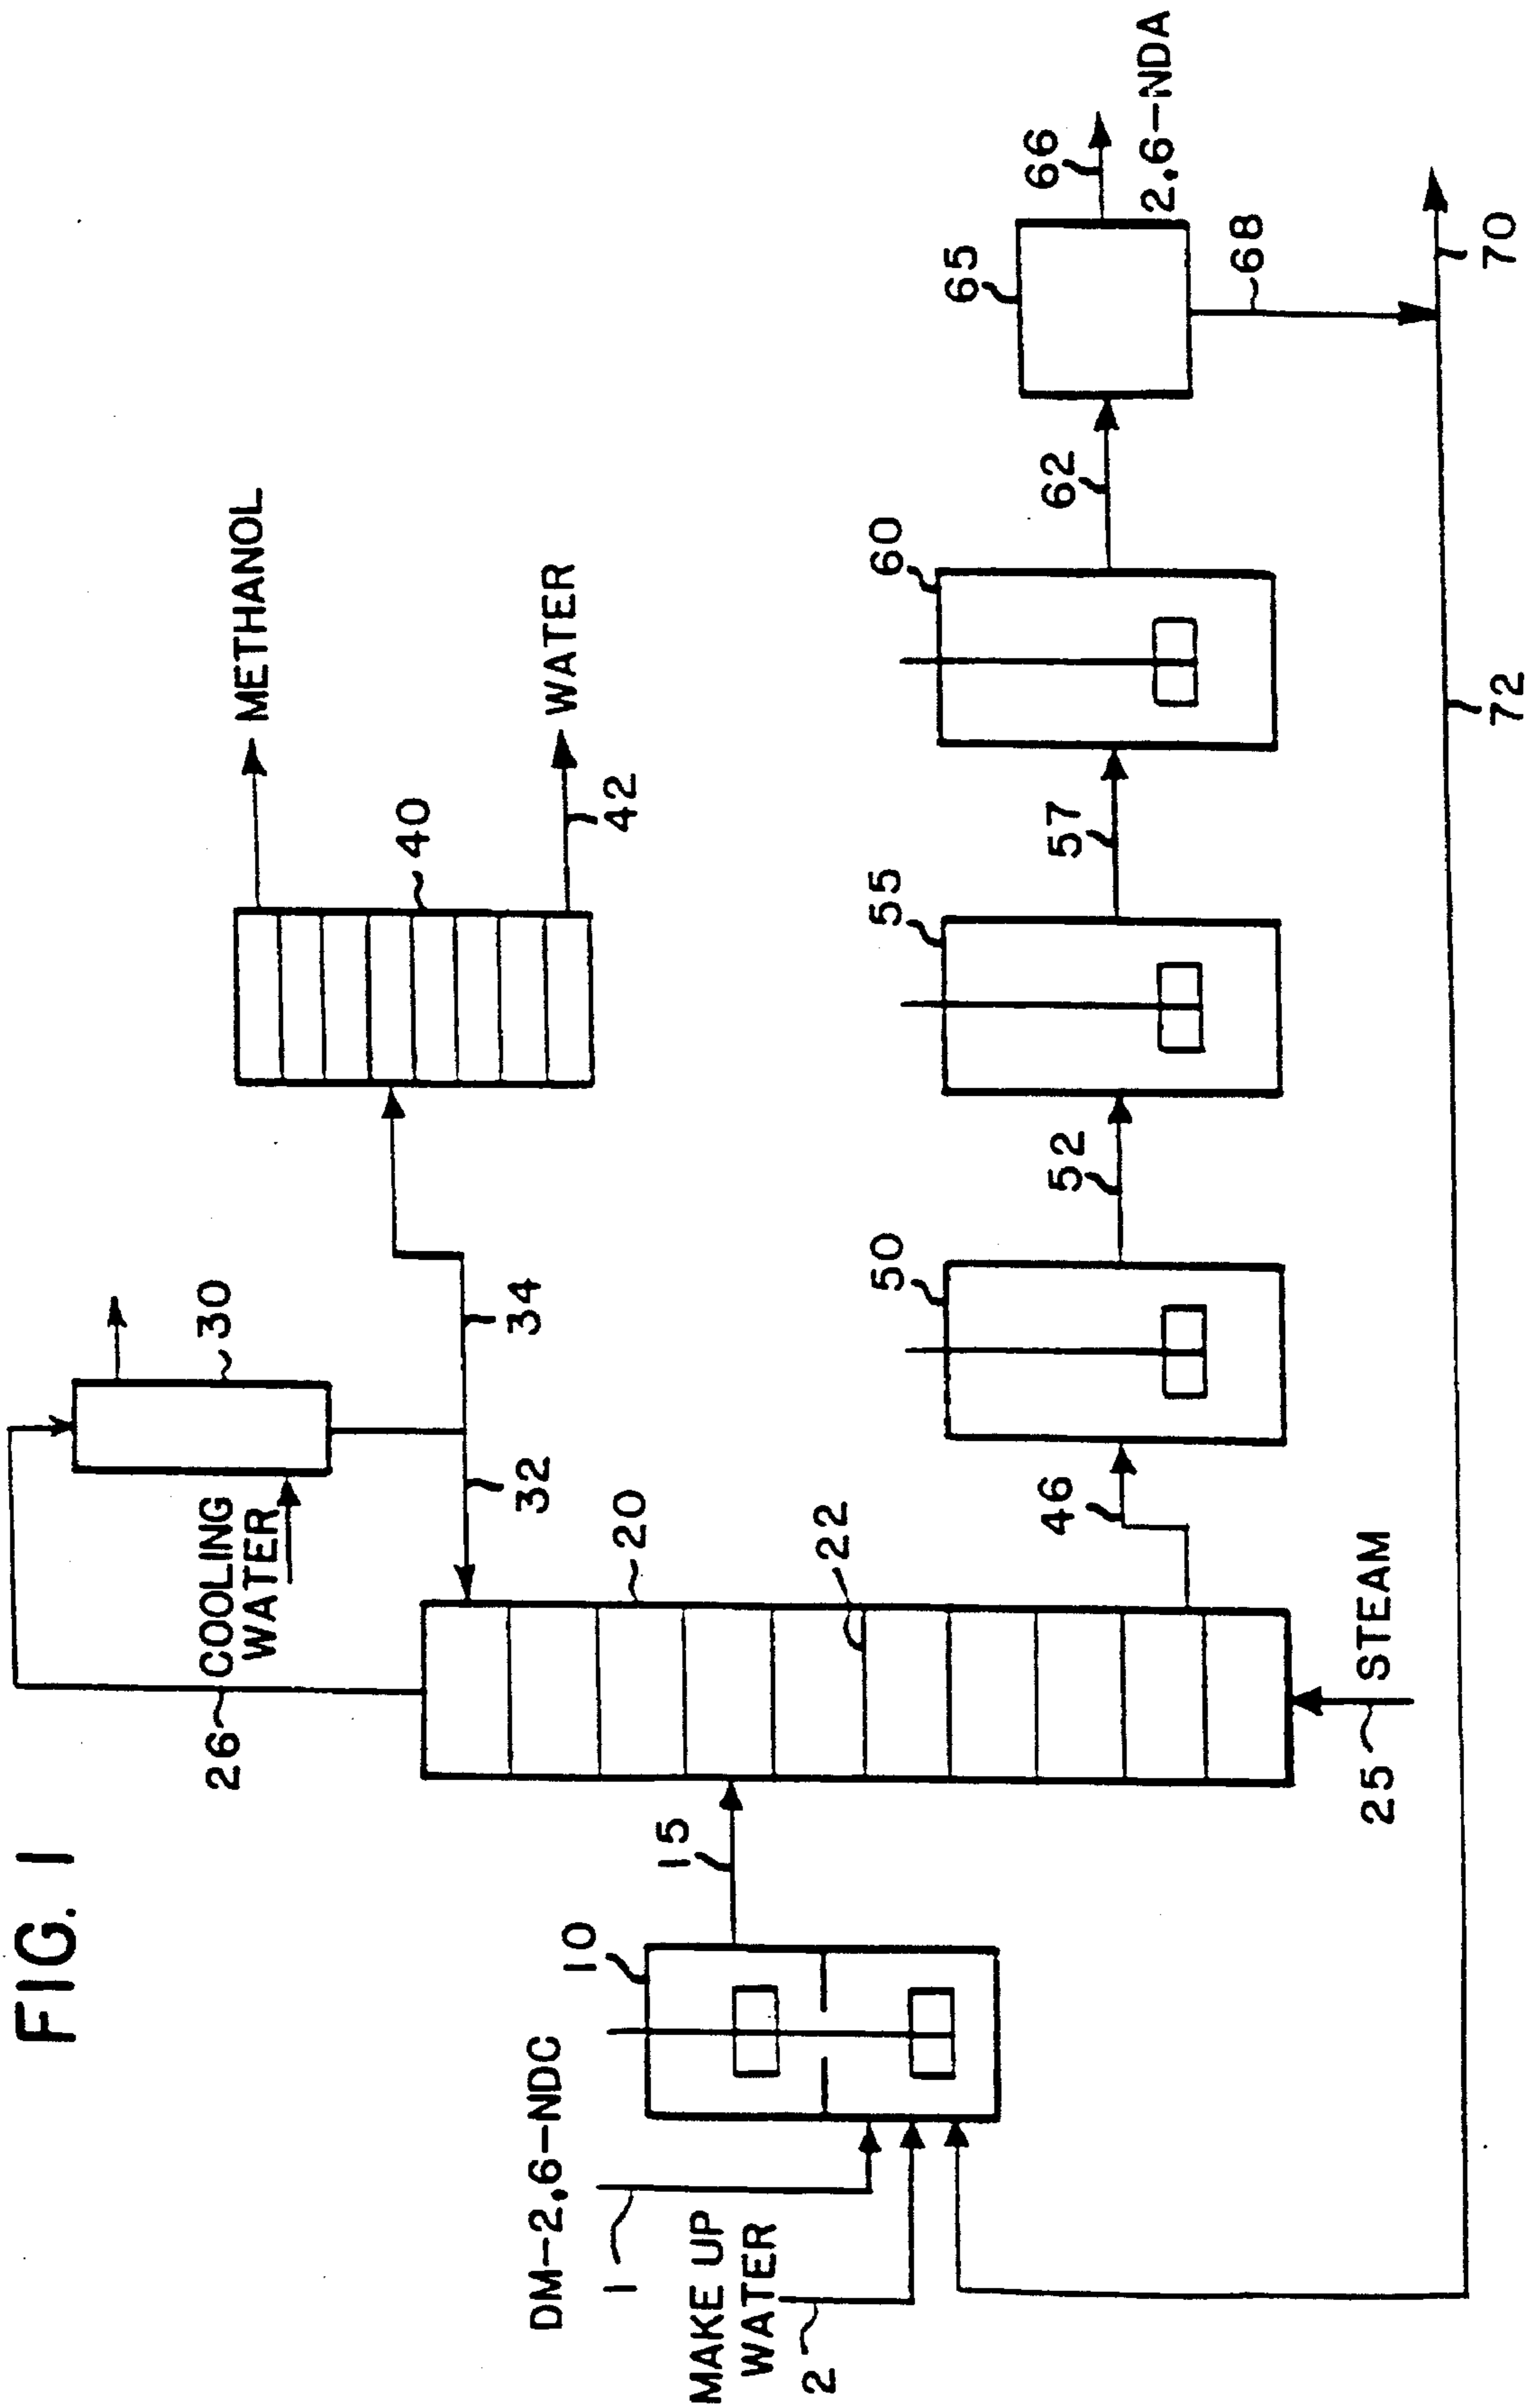 FIG. 1
DM-2,6-NDC
1
MAKE UP
WATER
2
10
15
26
COOLING
WATER
30
32
34
20
22
25
STEAM
METHANOL
40
WATER
42
46
50
52
55
57
60
62
65
66
2,6-NDA
68
70
72